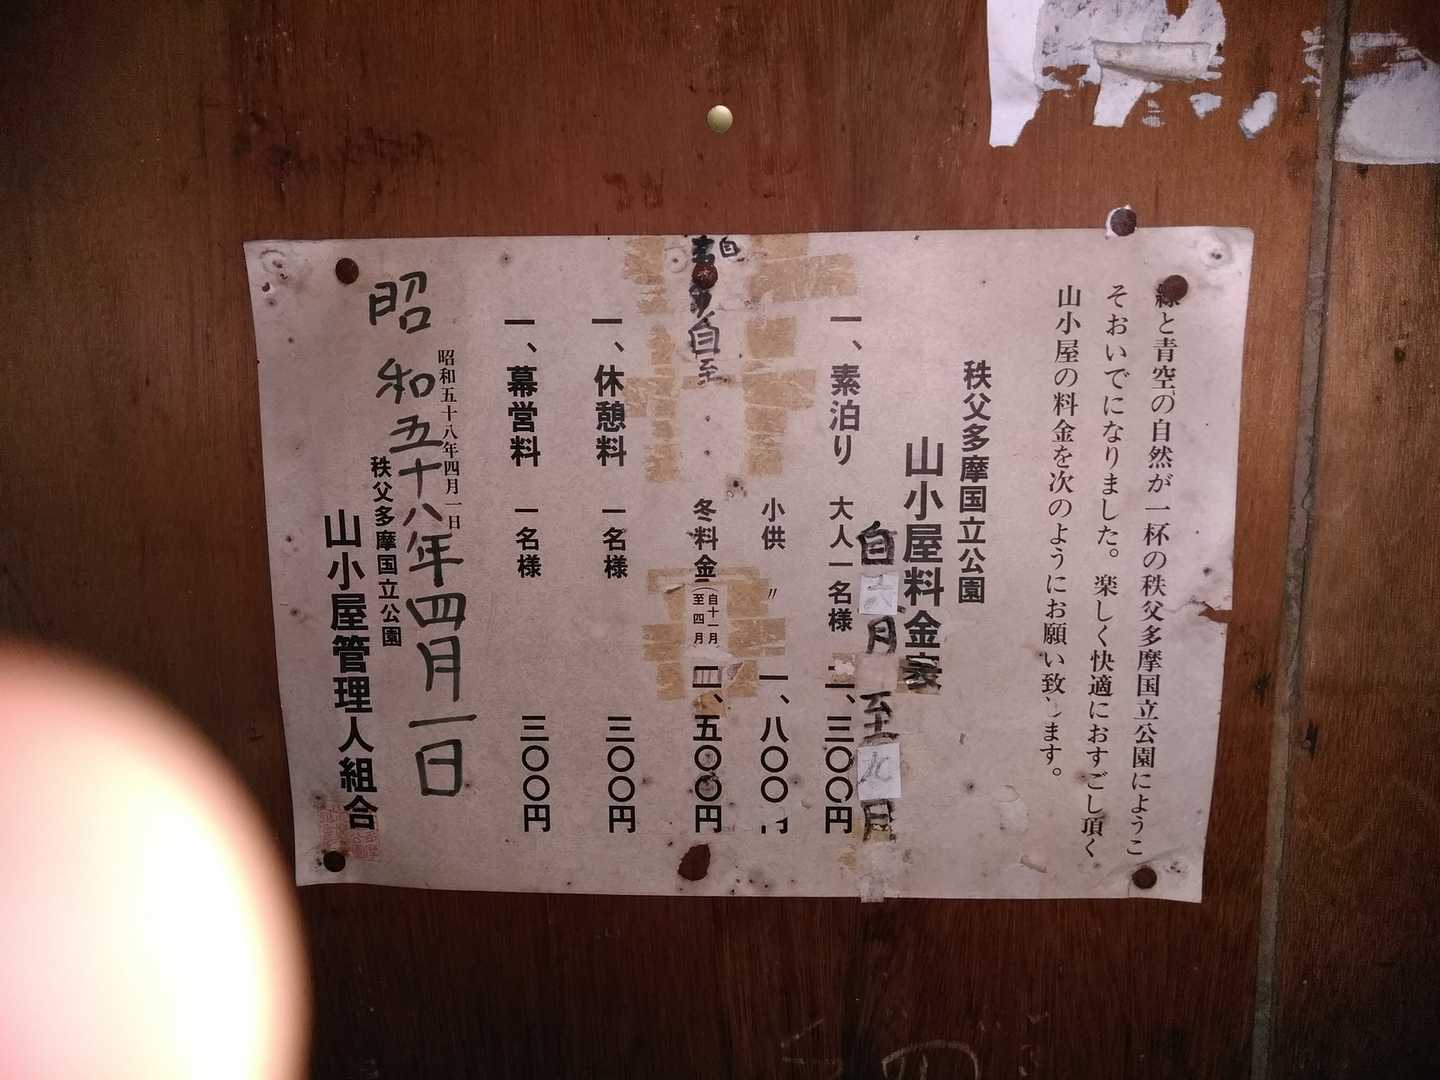 緑と青空の自然が一杯の秩父多摩国立公園にようこ
そおいでになりました。楽しく快適におすごし頂く
山小屋の料金を次のようにお願い致します。
秩父多摩国立公園
山小屋料金表
自六月至九月
一、素泊り 大人一名様 二、三〇〇円
小供 〃 一、八〇〇円
自
自至
冬料金(自十一月至四月) 二、五〇〇円
一、休憩料 一名様 三〇〇円
一、幕営料 一名様 三〇〇円
昭和五十八年四月一日
昭和五十八年四月一日
秩父多摩国立公園
山小屋管理人組合